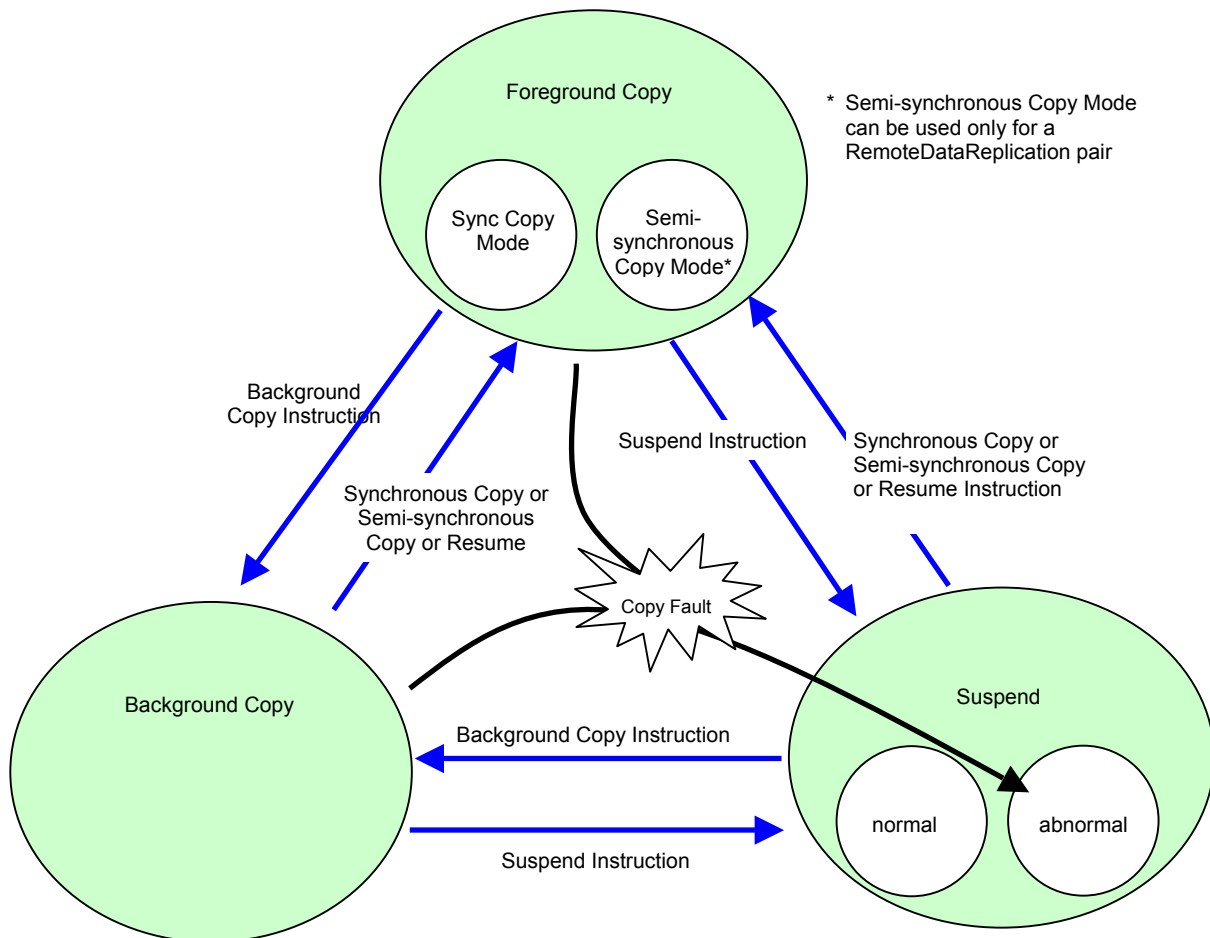 Foreground Copy
* Semi-synchronous Copy Mode
can be used only for a
RemoteDataReplication pair
Sync Copy
Mode
Semi-
synchronous
Copy Mode*
Background
Copy Instruction
Suspend Instruction
Synchronous Copy or
Semi-synchronous Copy
or Resume Instruction
Synchronous Copy or
Semi-synchronous
Copy or Resume
Copy Fault
Background Copy
Suspend
Background Copy Instruction
normal
abnormal
Suspend Instruction